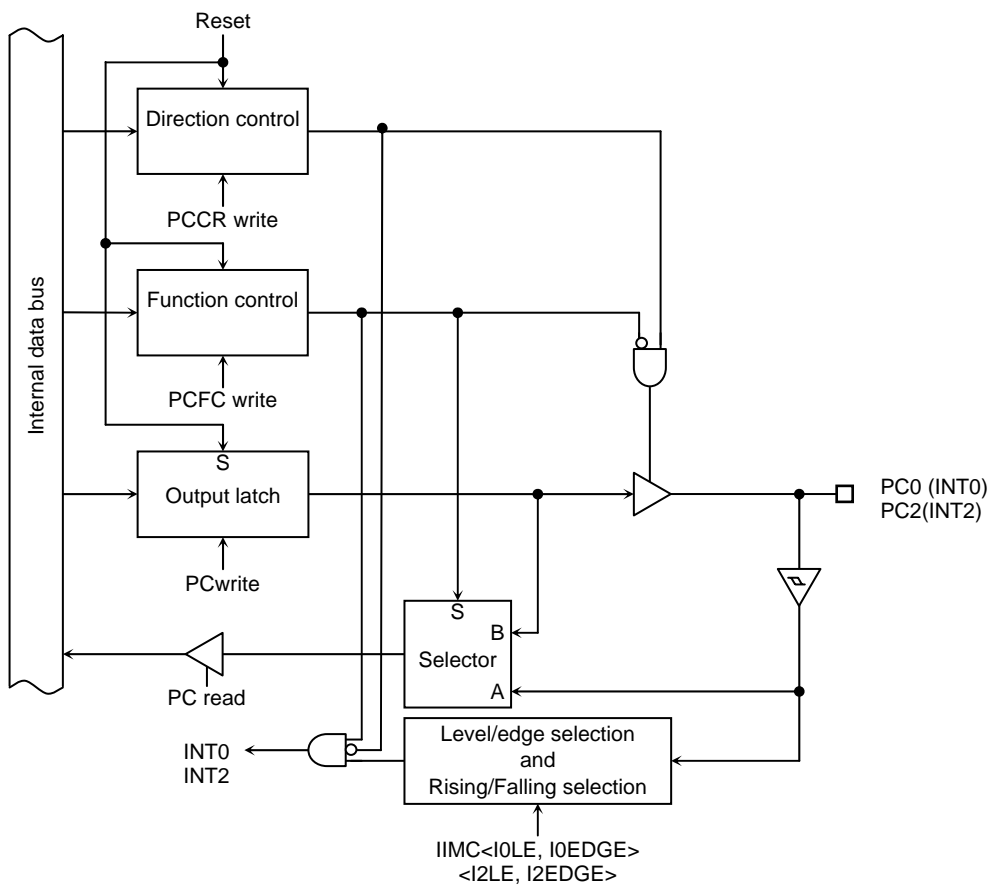 Reset
Direction control
PCCR write
Internal data bus
Function control
PCFC write
S
Output latch
PC0 (INT0)
PC2(INT2)
PCwrite
S
B
Selector
A
PC read
Level/edge selection
and
Rising/Falling selection
INT0
INT2
IIMC<I0LE, I0EDGE>
<I2LE, I2EDGE>